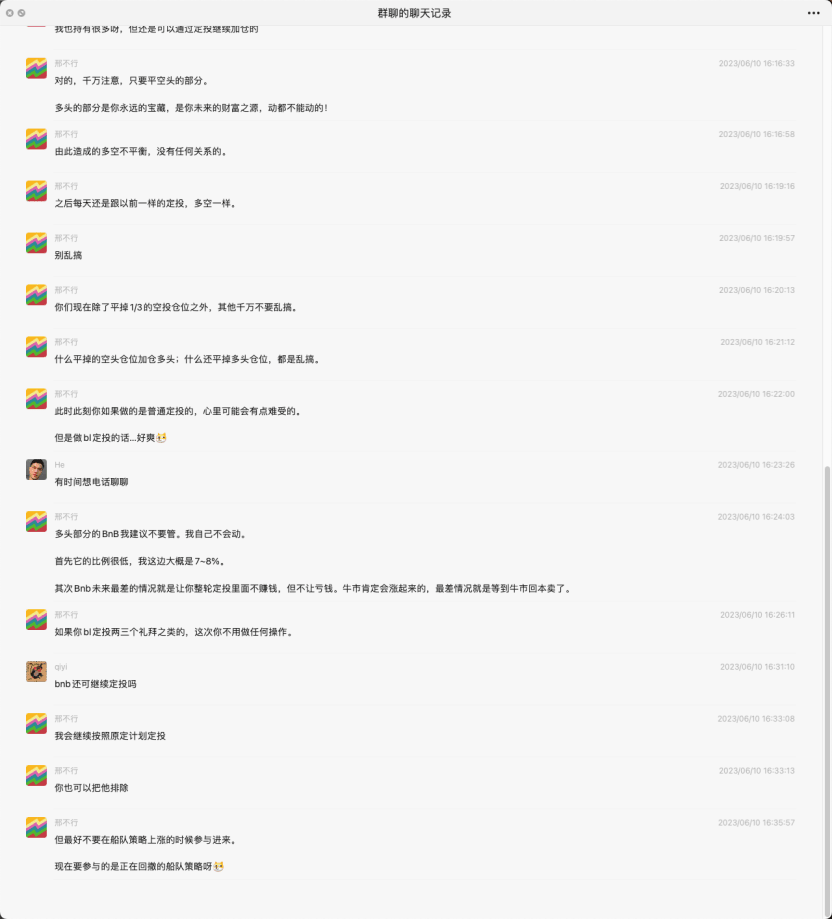 群聊的聊天记录
我也持有很多呀，但还是可以通过定投继续加仓的
邢不行
2023/06/10 16:16:33
对的，千万注意，只要平空头的部分。
多头的部分是你永远的宝藏，是你未来的财富之源，动都不能动的！
邢不行
2023/06/10 16:16:58
由此造成的多空不平衡，没有任何关系的。
邢不行
2023/06/10 16:19:16
之后每天还是跟以前一样的定投，多空一样。
邢不行
2023/06/10 16:19:57
别乱搞
邢不行
2023/06/10 16:20:13
你们现在除了平掉1/3的空投仓位之外，其他千万不要乱搞。
邢不行
2023/06/10 16:21:12
什么平掉的空头仓位加仓多头；什么还平掉多头仓位，都是乱搞。
邢不行
2023/06/10 16:22:00
此时此刻你如果做的是普通定投的，心里可能会有点难受的。
但是做bl定投的话...好爽
He
2023/06/10 16:23:26
有时间想电话聊聊
邢不行
2023/06/10 16:24:03
多头部分的BnB我建议不要管。我自己不会动。
首先它的比例很低，我这边大概是7~8%。
其次Bnb未来最差的情况就是让你整轮定投里面不赚钱，但不让亏钱。牛市肯定会涨起来的，最差情况就是等到牛市回本卖了。
邢不行
2023/06/10 16:26:11
如果你bl定投两三个礼拜之类的，这次你不用做任何操作。
qiyi
2023/06/10 16:31:10
bnb还可继续定投吗
邢不行
2023/06/10 16:33:08
我会继续按照原定计划定投
邢不行
2023/06/10 16:33:13
你也可以把他排除
邢不行
2023/06/10 16:35:57
但最好不要在船队策略上涨的时候参与进来。
现在要参与的是正在回撤的船队策略呀